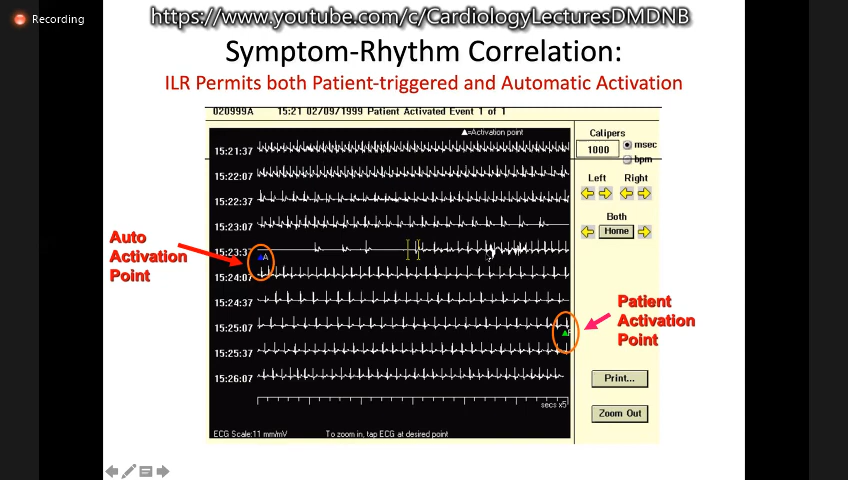 Recording
https://www.youtube.com/c/CardiologyLecturesDMDNB
Symptom-Rhythm Correlation:
ILR Permits both Patient-triggered and Automatic Activation
020999A 15:21 02/09/1999 Patient Activated Event 1 of 1
▲=Activation point
15:21:37
15:22:07
15:22:37
15:23:07
15:23:37
A
15:24:07
15:24:37
15:25:07
15:25:37
15:26:07
secs x5
ECG Scale:11 mm/mV To zoom in, tap ECG at desired point
Calipers
1000
msec
bpm
Left Right
Both
Home
Print...
Zoom Out
Auto
Activation
Point
Patient
Activation
Point